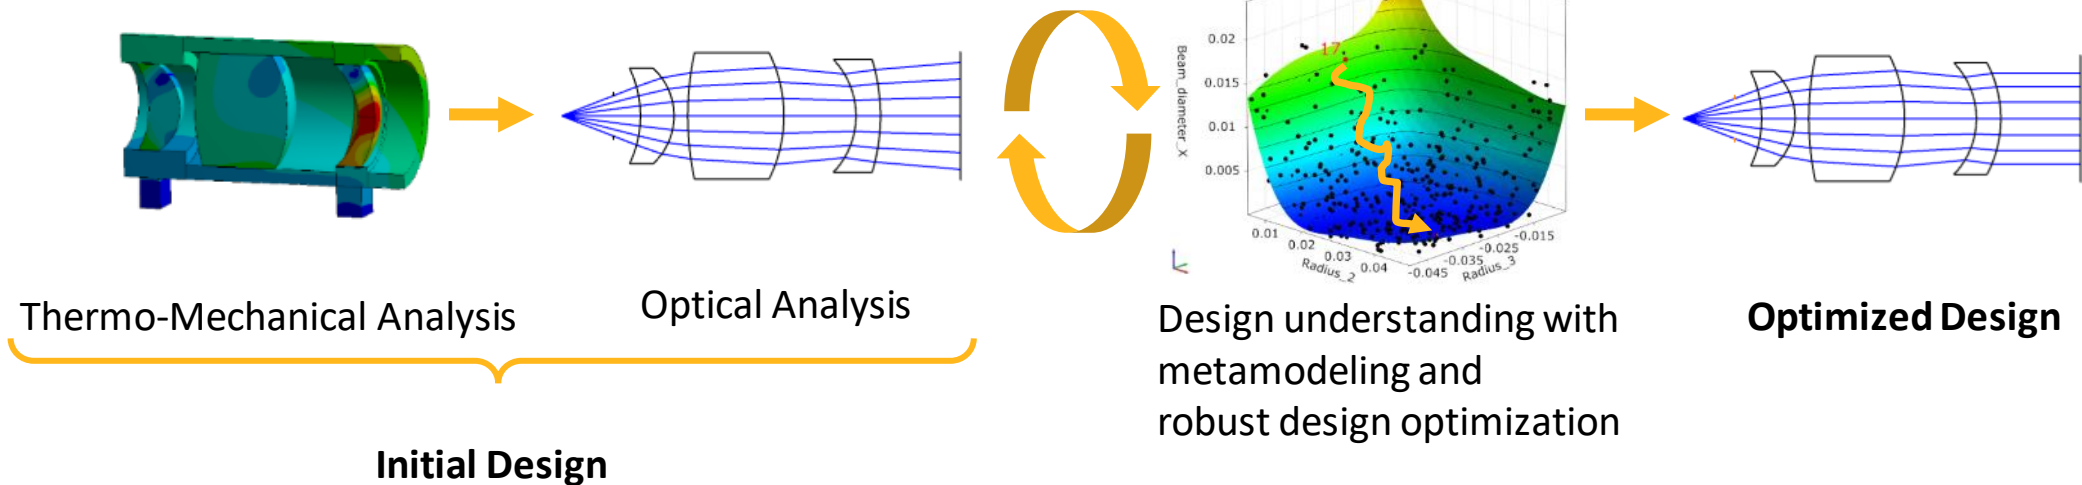 0.02
0.015
0.01
0.005
Beam_diameter_X
17
0.01
0.02
0.03
0.04
Radius_2
-0.045
-0.035
-0.025
-0.015
Radius_3
Thermo-Mechanical Analysis
Optical Analysis
Design understanding with
metamodeling and
robust design optimization
Optimized Design
Initial Design